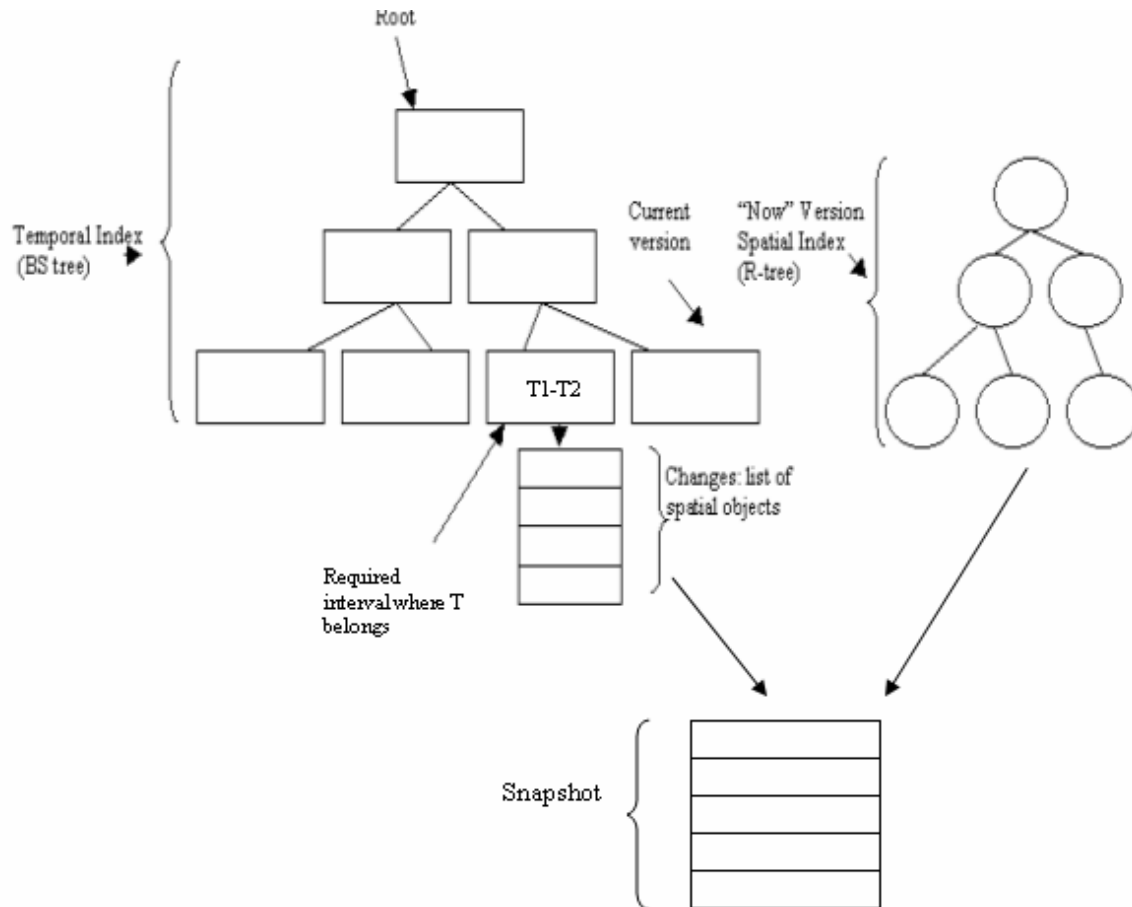 Root
Temporal Index
(BS tree)
Current
version
“Now” Version
Spatial Index
(R-tree)
T1-T2
Changes: list of
spatial objects
Required
interval where T
belongs
Snapshot